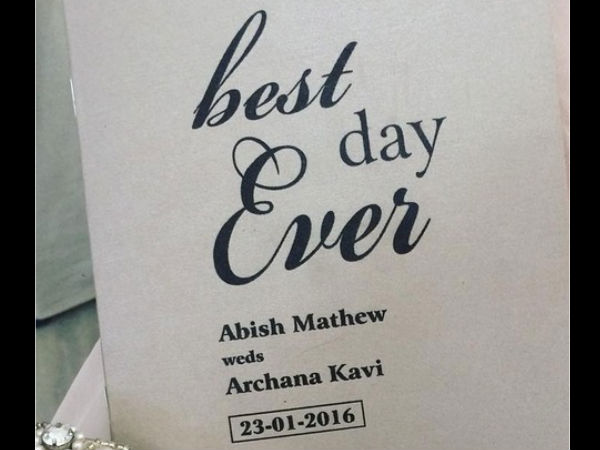 best
day
Ever
Abish Mathew
weds
Archana Kavi
23-01-2016